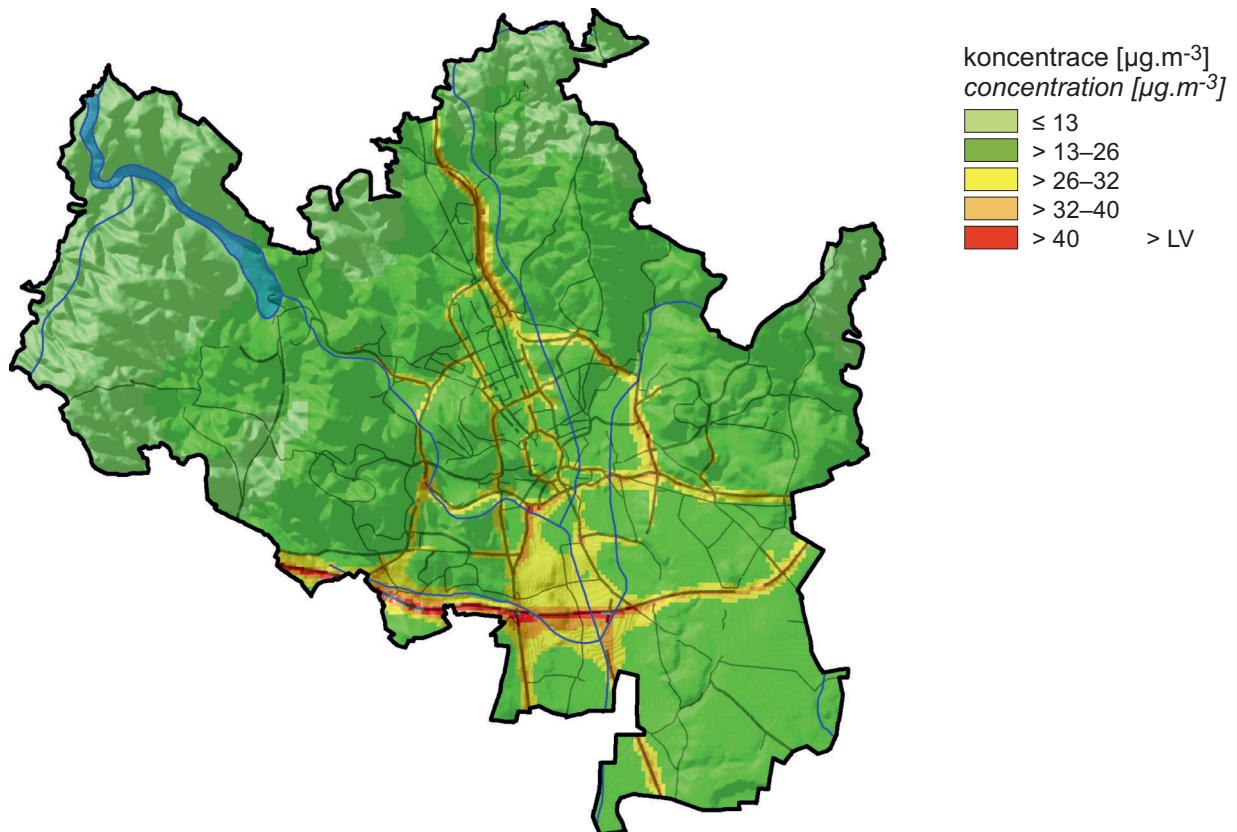 koncentrace [µg.m-3]
concentration [µg.m-3]
≤ 13
> 13–26
> 26–32
> 32–40
> 40 > LV